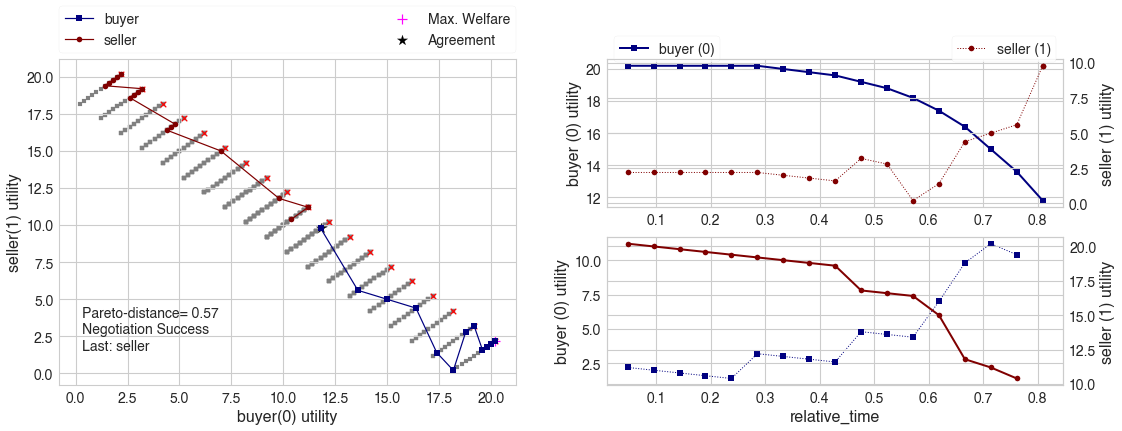 buyer
seller
Max. Welfare
Agreement
20.0
17.5
15.0
12.5
10.0
7.5
5.0
2.5
0.0
seller(1) utility
Pareto-distance= 0.57
Negotiation Success
Last: seller
0.0 2.5 5.0 7.5 10.0 12.5 15.0 17.5 20.0
buyer(0) utility
buyer (0)
seller (1)
20
18
16
14
12
buyer (0) utility
10.0
7.5
5.0
2.5
0.0
seller (1) utility
0.1 0.2 0.3 0.4 0.5 0.6 0.7 0.8
10.0
7.5
5.0
2.5
buyer (0) utility
20.0
17.5
15.0
12.5
10.0
seller (1) utility
0.1 0.2 0.3 0.4 0.5 0.6 0.7 0.8
relative_time